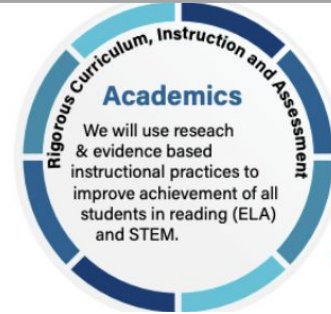 Rigorous Curriculum, Instruction and Assessment
Academics
We will use reseach
& evidence based
instructional practices to
improve achievement of all
students in reading (ELA)
and STEM.